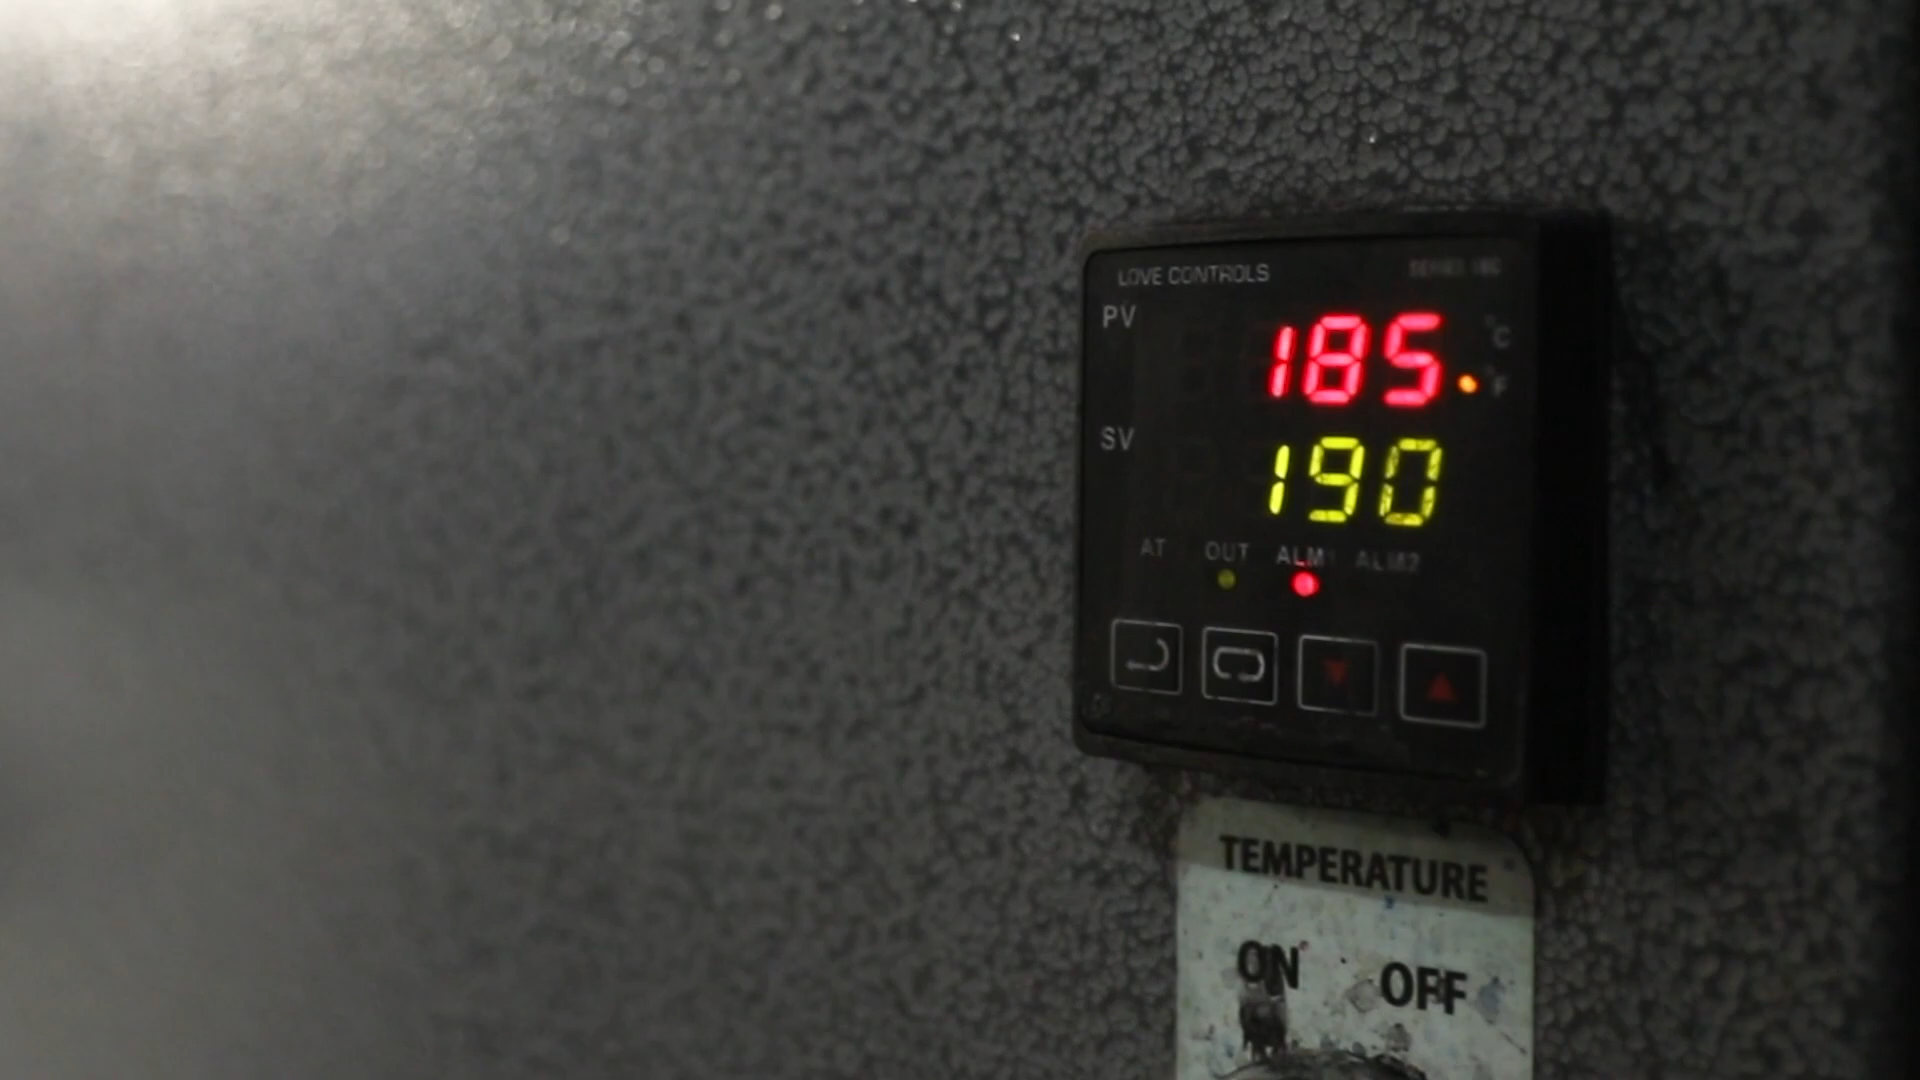 LOVE CONTROLS
PV 185 °C
°F
SV 190
AT OUT ALM1 ALM2
TEMPERATURE
ON OFF